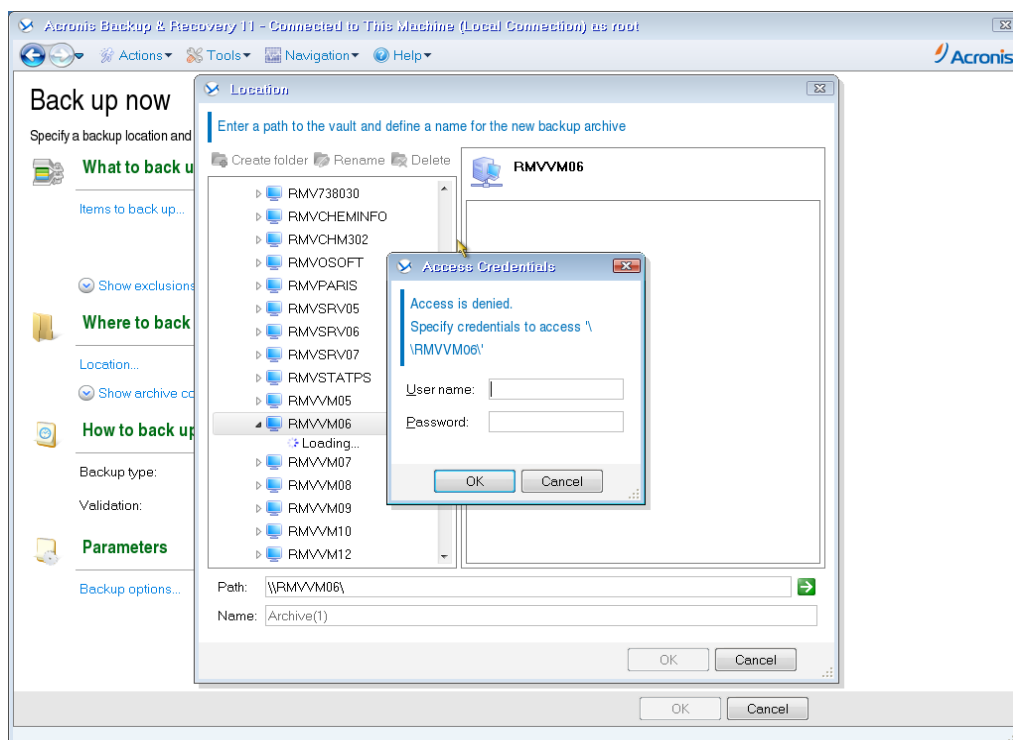 Acronis Backup & Recovery 11 - Connected to This Machine (Local Connection) as root
Actions Tools Navigation Help
Acronis
Back up now
Specify a backup location and
What to back u
Items to back up...
Show exclusions
Where to back
Location...
Show archive co
How to back up
Backup type:
Validation:
Parameters
Backup options...
Location
Enter a path to the vault and define a name for the new backup archive
Create folder Rename Delete
RMVVM06
RMV738030
RMVCHEMINFO
RMVCHM302
RMVOSOFT
RMVPARIS
RMVSRV05
RMVSRV06
RMVSRV07
RMVSTATPS
RMVVM05
RMVVM06
Loading...
RMVVM07
RMVVM08
RMVVM09
RMVVM10
RMVVM12
Access Credentials
Access is denied.
Specify credentials to access '\
\RMVVM06\'
User name:
Password:
OK Cancel
Path: \\RMVVM06\
Name: Archive(1)
OK Cancel
OK Cancel